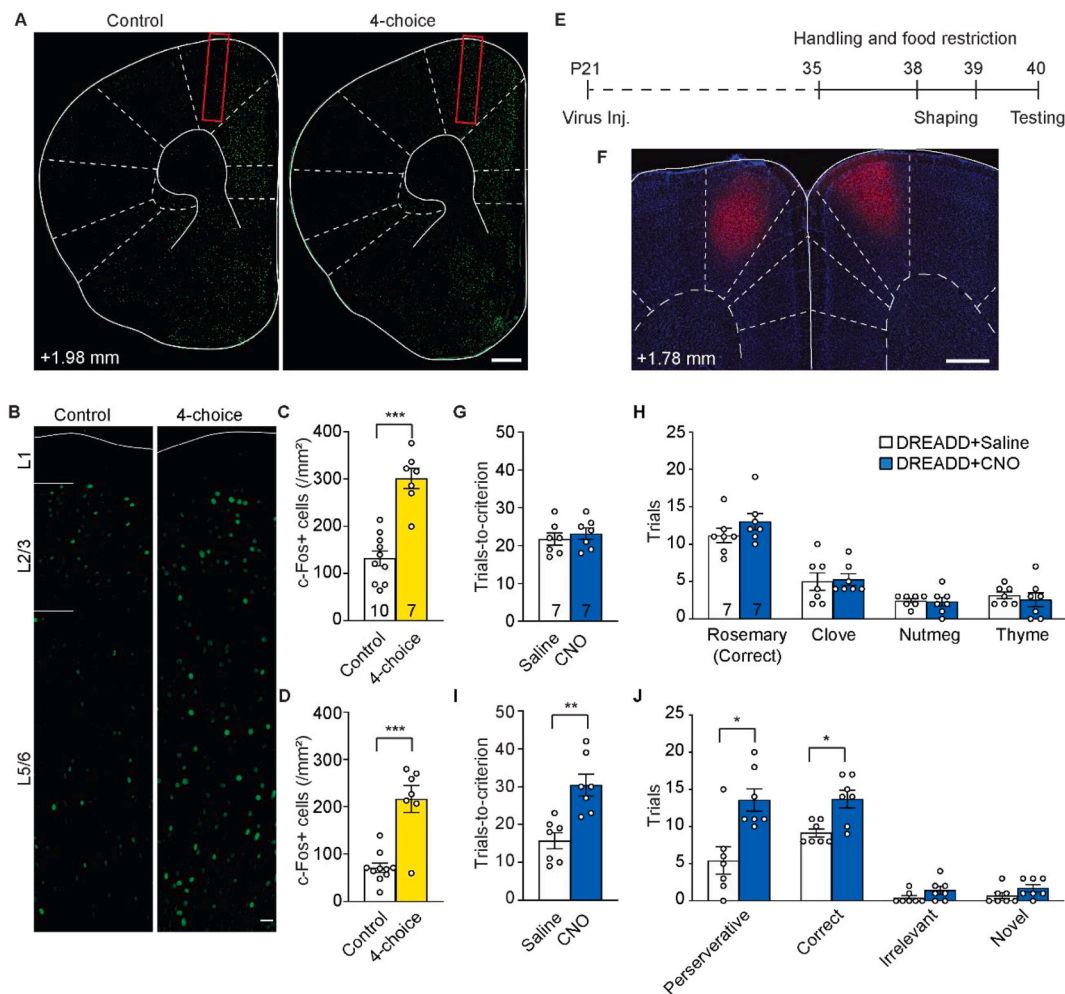 A
Control
4-choice
+1.98 mm
E
Handling and food restriction
P21
35
38
39
40
Virus Inj.
Shaping
Testing
F
+1.78 mm
B
Control
4-choice
L1
L2/3
L5/6
C
***
c-Fos+ cells (/mm²)
400
300
200
100
0
10
7
Control
4-choice
G
Trials-to-criterion
50
40
30
20
10
0
7
7
Saline
CNO
H
DREADD+Saline
DREADD+CNO
Trials
25
20
15
10
5
0
7
7
Rosemary
(Correct)
Clove
Nutmeg
Thyme
D
***
c-Fos+ cells (/mm²)
400
300
200
100
0
Control
4-choice
I
**
Trials-to-criterion
50
40
30
20
10
0
Saline
CNO
J
*
*
Trials
25
20
15
10
5
0
Perserverative
Correct
Irrelevant
Novel